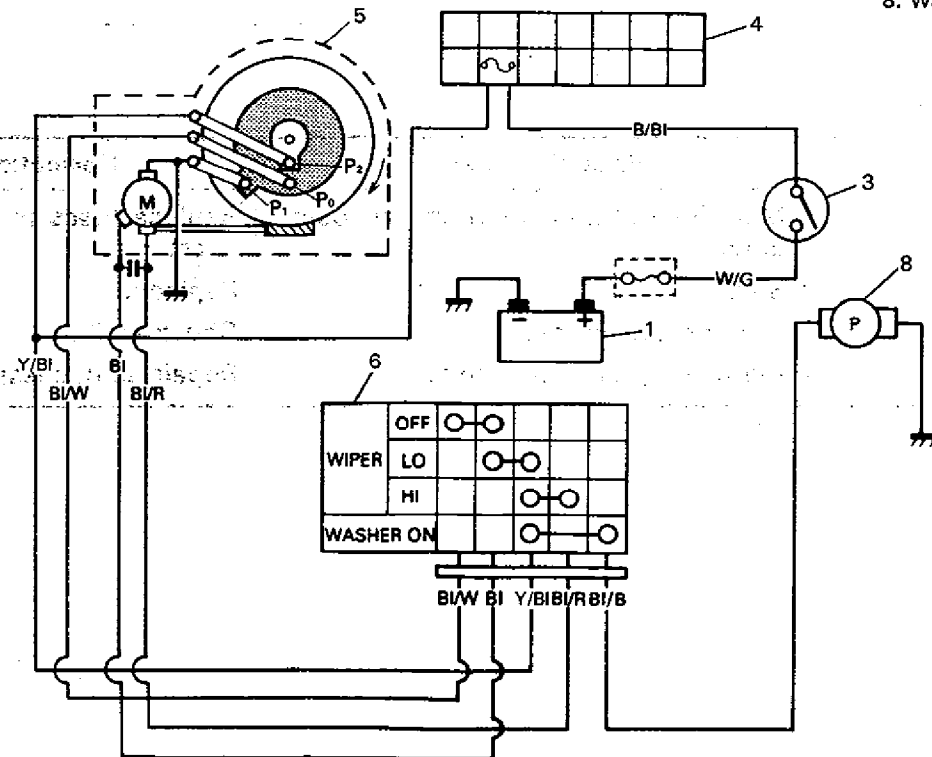 8. W
5
4
B/Bl
P2
P0
P1
M
3
W/G
8
P
1
- +
Y/Bl
Bl
Bl/W
Bl/R
6
WIPER
OFF
LO
HI
WASHER ON
Bl/W Bl Y/Bl Bl/R Bl/B